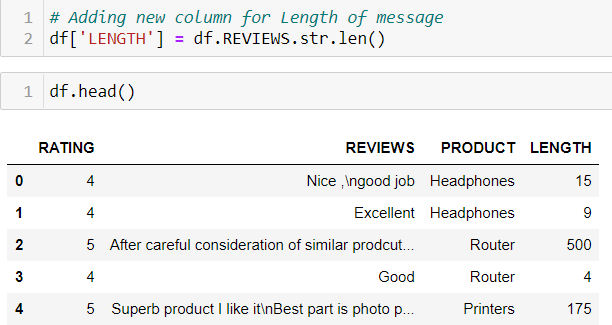 1 # Adding new column for Length of message
2 df['LENGTH'] = df.REVIEWS.str.len()
1 df.head()
RATING REVIEWS PRODUCT LENGTH
0 4 Nice ,\ngood job Headphones 15
1 4 Excellent Headphones 9
2 5 After careful consideration of similar prodcut... Router 500
3 4 Good Router 4
4 5 Superb product I like it\nBest part is photo p... Printers 175